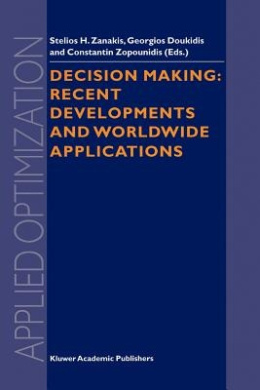 Stelios H. Zanakis, Georgios Doukidis
and Constantin Zopounidis (Eds.)
DECISION MAKING:
RECENT
DEVELOPMENTS
AND WORLDWIDE
APPLICATIONS
APPLIED OPTIMIZATION
Kluwer Academic Publishers